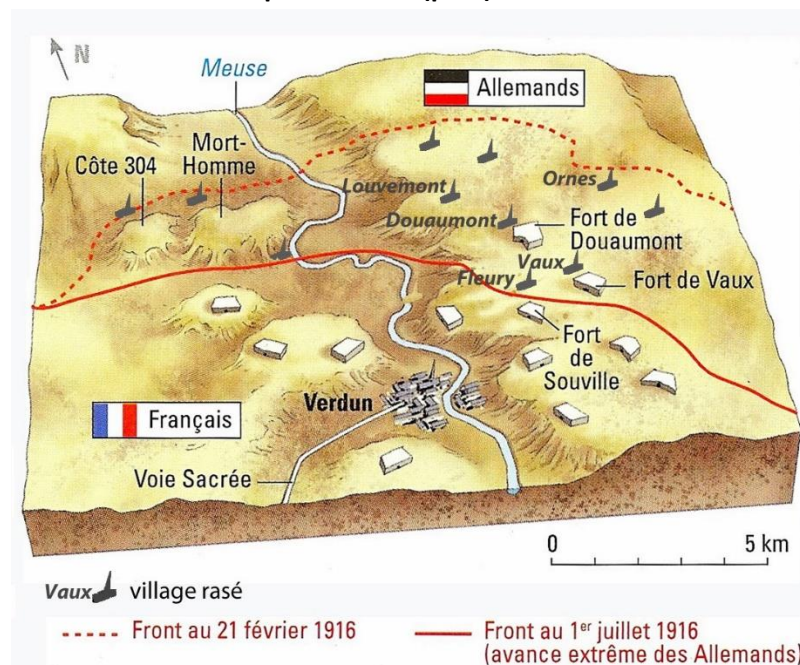 N
Meuse
Allemands
Mort-
Homme
Côte 304
Louvemont
Ornes
Douaumont
Fort de
Douaumont
Vaux
Fleury
Fort de Vaux
Fort
de
Souville
Verdun
Français
Voie Sacrée
0 5 km
Vaux village rasé
Front au 21 février 1916
Front au 1er juillet 1916
(avance extrême des Allemands)